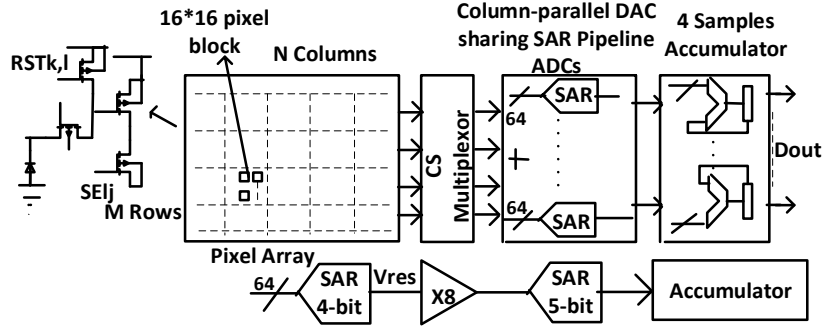 16*16 pixel
block
N Columns
Column-parallel DAC
sharing SAR Pipeline
ADCs
4 Samples
Accumulator
RSTk,l
SElj
M Rows
Pixel Array
CS
Multiplexor
64
SAR
64
SAR
Dout
64
SAR
4-bit
Vres
X8
SAR
5-bit
Accumulator